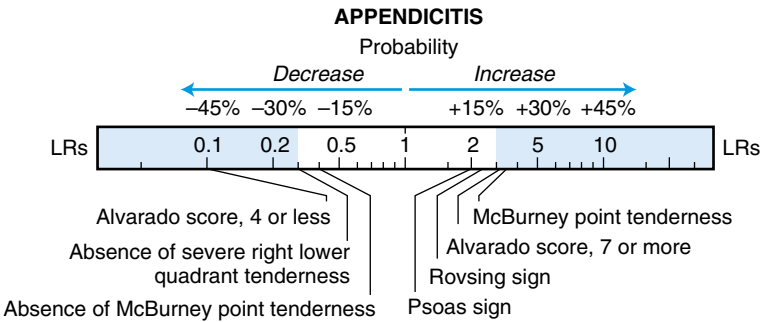 APPENDICITIS
Probability
Decrease Increase
–45% –30% –15% +15% +30% +45%
LRs 0.1 0.2 0.5 1 2 5 10 LRs
Alvarado score, 4 or less
McBurney point tenderness
Absence of severe right lower
quadrant tenderness
Alvarado score, 7 or more
Rovsing sign
Absence of McBurney point tenderness
Psoas sign